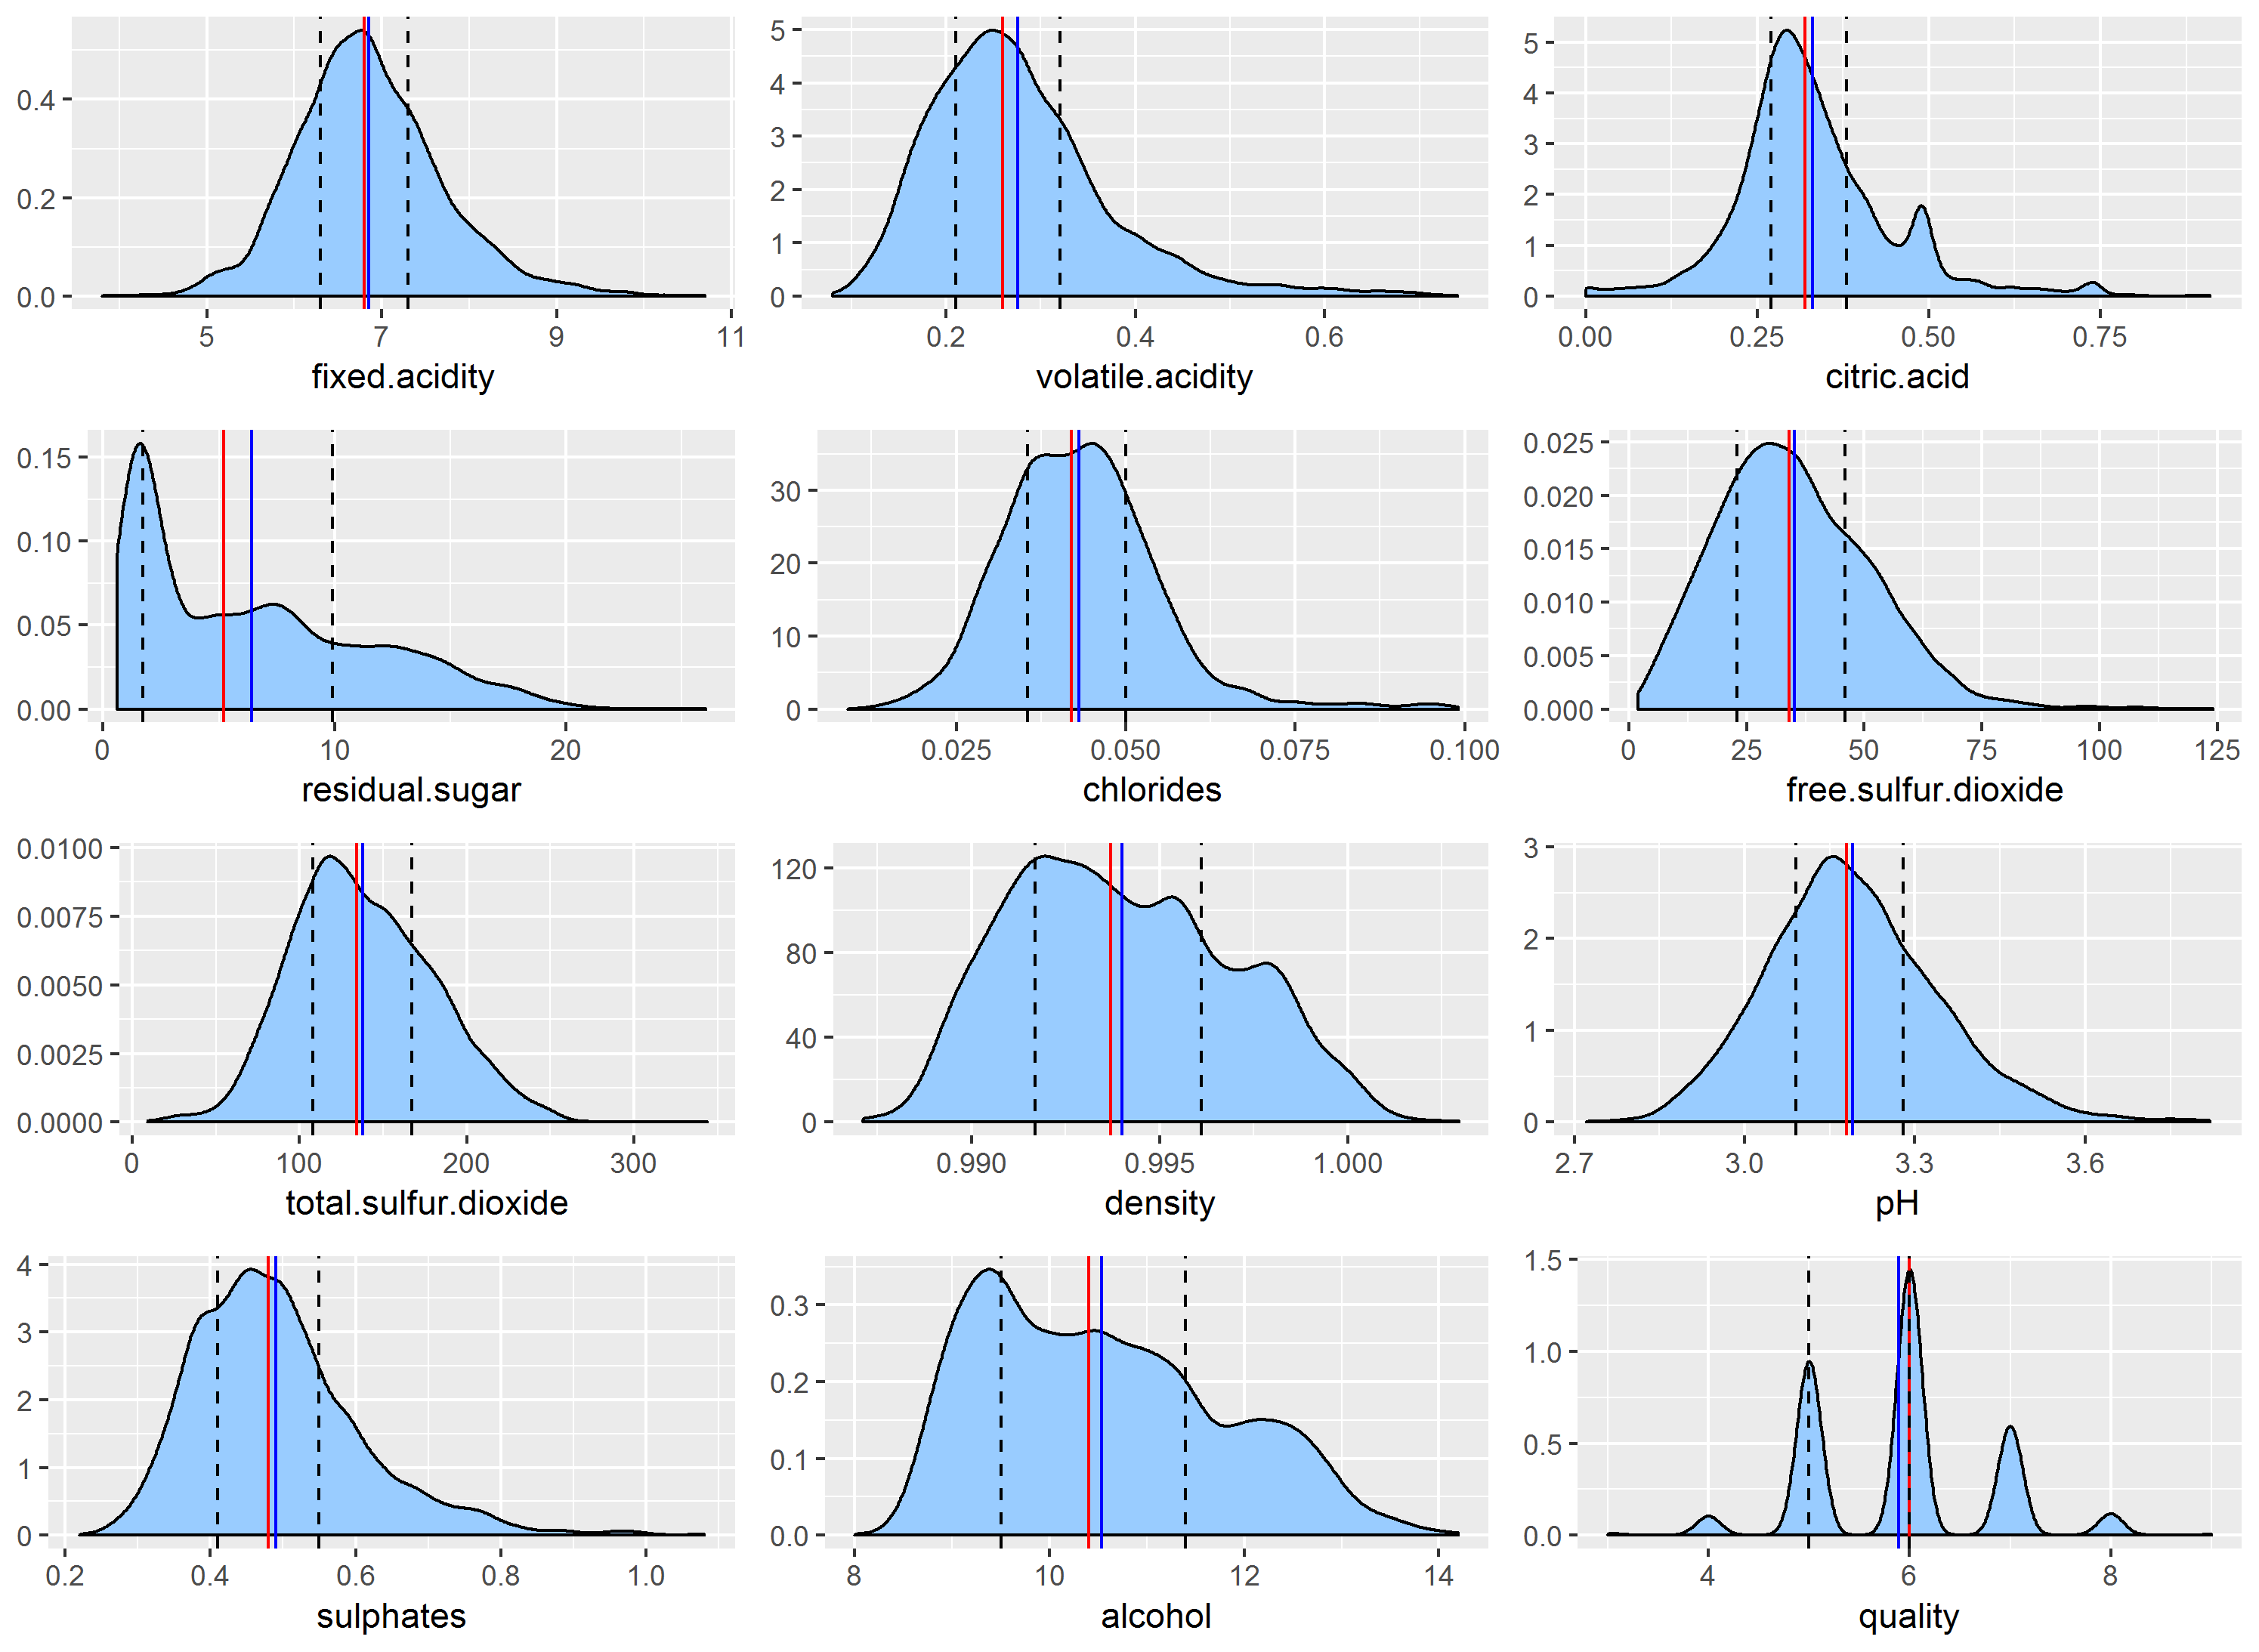 0.4
0.2
0.0
5 7 9 11
fixed.acidity
5
4
3
2
1
0
0.2 0.4 0.6
volatile.acidity
5
4
3
2
1
0
0.00 0.25 0.50 0.75
citric.acid
0.15
0.10
0.05
0.00
0 10 20
residual.sugar
30
20
10
0
0.025 0.050 0.075 0.100
chlorides
0.025
0.020
0.015
0.010
0.005
0.000
0 25 50 75 100 125
free.sulfur.dioxide
0.0100
0.0075
0.0050
0.0025
0.0000
0 100 200 300
total.sulfur.dioxide
120
80
40
0
0.990 0.995 1.000
density
3
2
1
0
2.7 3.0 3.3 3.6
pH
4
3
2
1
0
0.2 0.4 0.6 0.8 1.0
sulphates
0.3
0.2
0.1
0.0
8 10 12 14
alcohol
1.5
1.0
0.5
0.0
4 6 8
quality